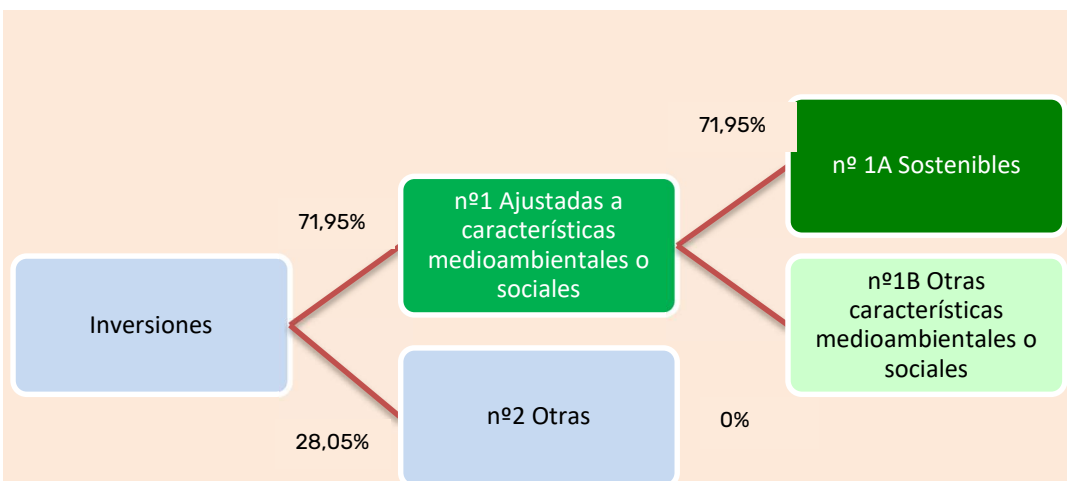 71,95%
nº 1A Sostenibles
71,95%
nº1 Ajustadas a
características
medioambientales o
sociales
nº1B Otras
características
medioambientales o
sociales
Inversiones
nº2 Otras
0%
28,05%